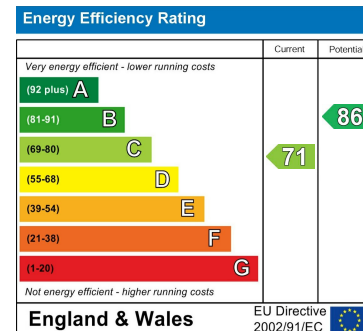 Energy Efficiency Rating
Current Potential
Very energy efficient - lower running costs
(92 plus) A
(81-91) B
86
(69-80) C
71
(55-68) D
(39-54) E
(21-38) F
(1-20) G
Not energy efficient - higher running costs
England & Wales
EU Directive
2002/91/EC